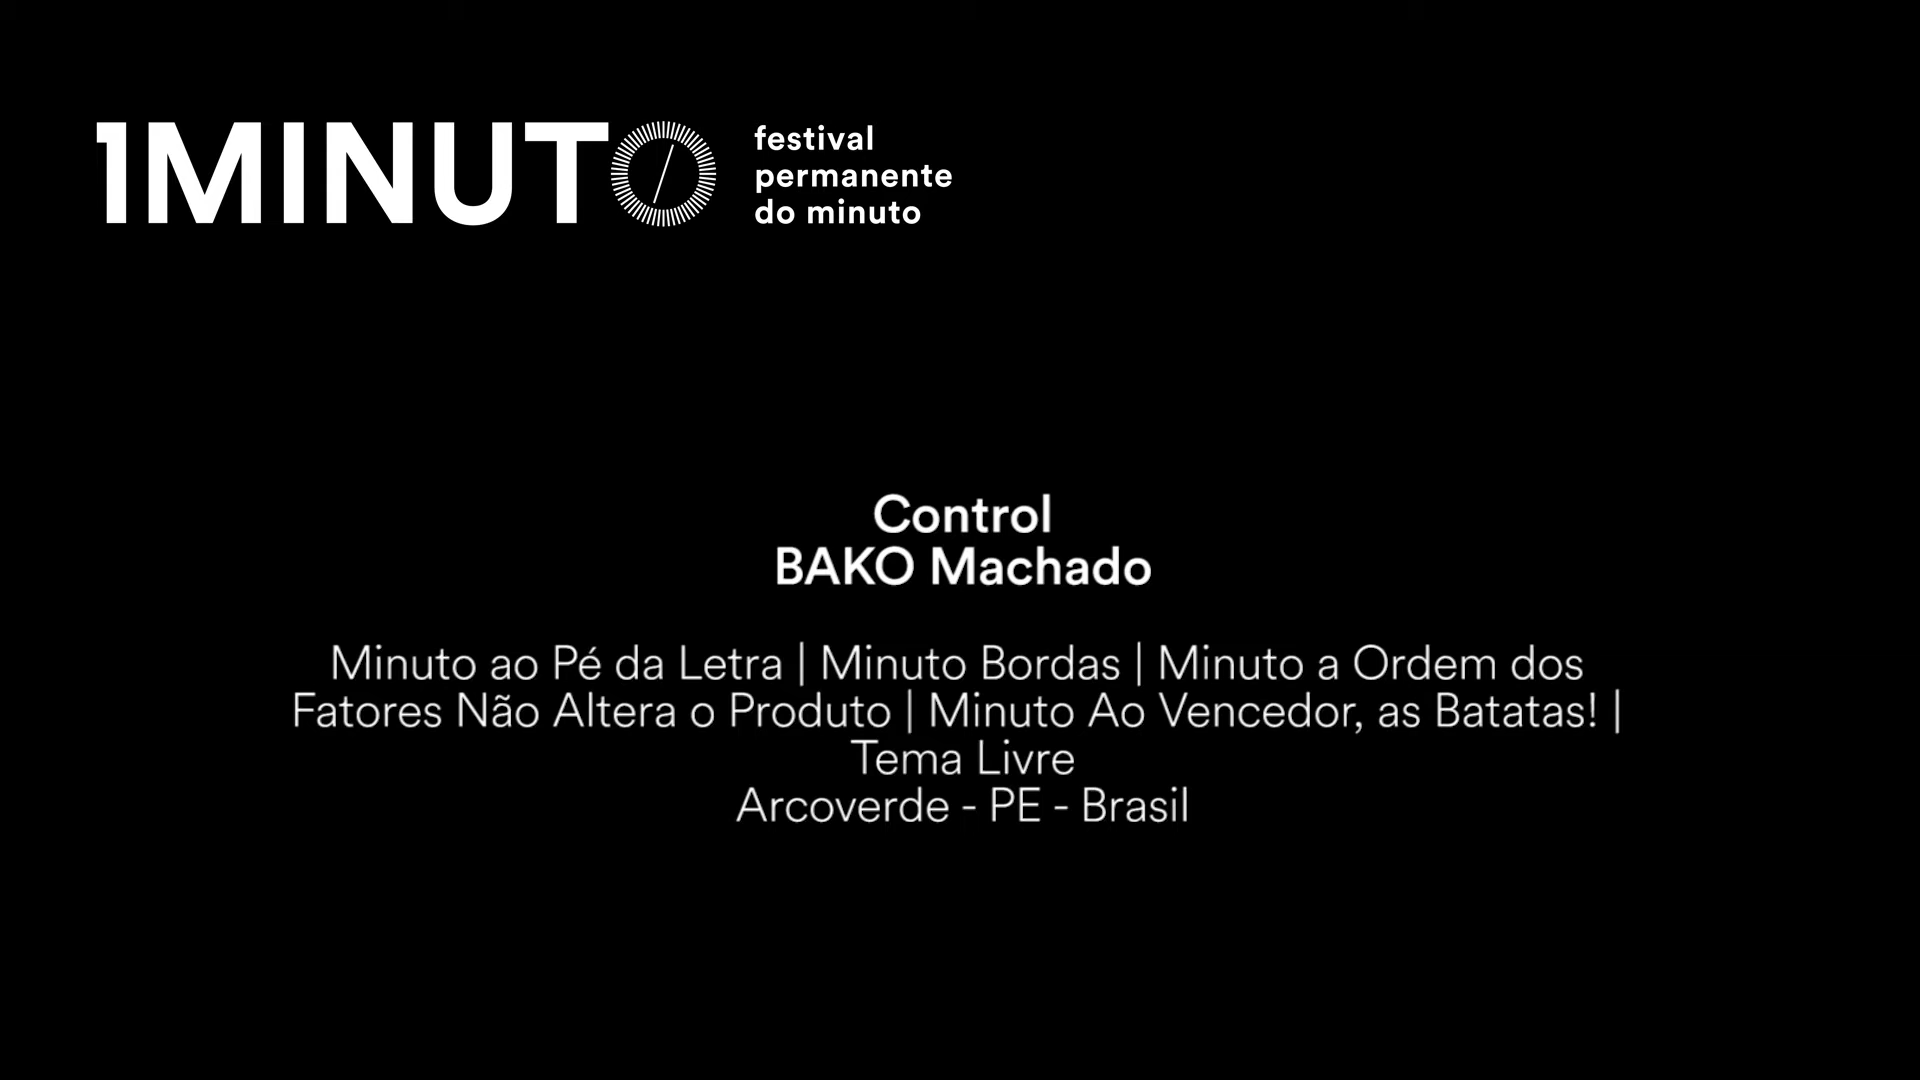 1MINUTO
festival
permanente
do minuto
Control
BAKO Machado
Minuto ao Pé da Letra | Minuto Bordas | Minuto a Ordem dos
Fatores Não Altera o Produto | Minuto Ao Vencedor, as Batatas! |
Tema Livre
Arcoverde - PE - Brasil